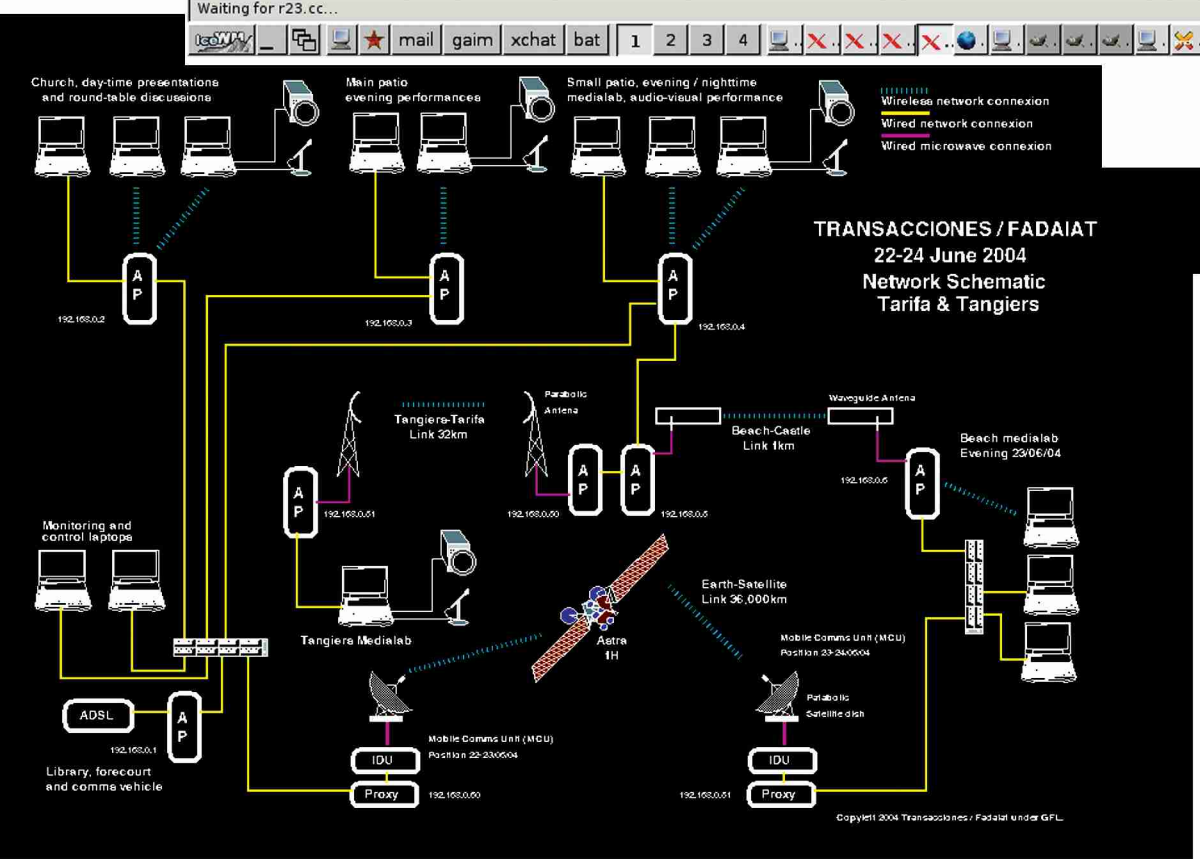 Waiting for r23.cc...
IceWM mail gaim xchat bat 1 2 3 4
Church, day-time presentations
and round-table discussions
Main patio
evening performances
Small patio, evening / nighttime
medialab, audio-visual performance
Wireless network connexion
Wired network connexion
Wired microwave connexion
TRANSACCIONES / FADAIAT
22-24 June 2004
Network Schematic
Tarifa & Tangiers
A
P
A
P
A
P
192.168.0.2
192.168.0.3
192.168.0.4
Tangiers-Tarifa
Link 32km
Parabolic
Antena
Beach-Castle
Link 1km
Waveguide Antena
Beach medialab
Evening 23/06/04
A
P
A
P
A
P
A
P
192.168.0.51
192.168.0.50
192.168.0.5
192.168.0.6
Monitoring and
control laptops
Tangiers Medialab
Earth-Satellite
Link 36,000km
Astra
1H
Mobile Comms Unit (MCU)
Position 23-24/06/04
Parabolic
Satellite dish
ADSL
A
P
192.168.0.1
Library, forecourt
and comms vehicle
Mobile Comms Unit (MCU)
Position 22-23/06/04
IDU
Proxy
192.168.0.60
IDU
Proxy
192.168.0.61
Copyleft 2004 Transacciones / Fadaiat under GFL.